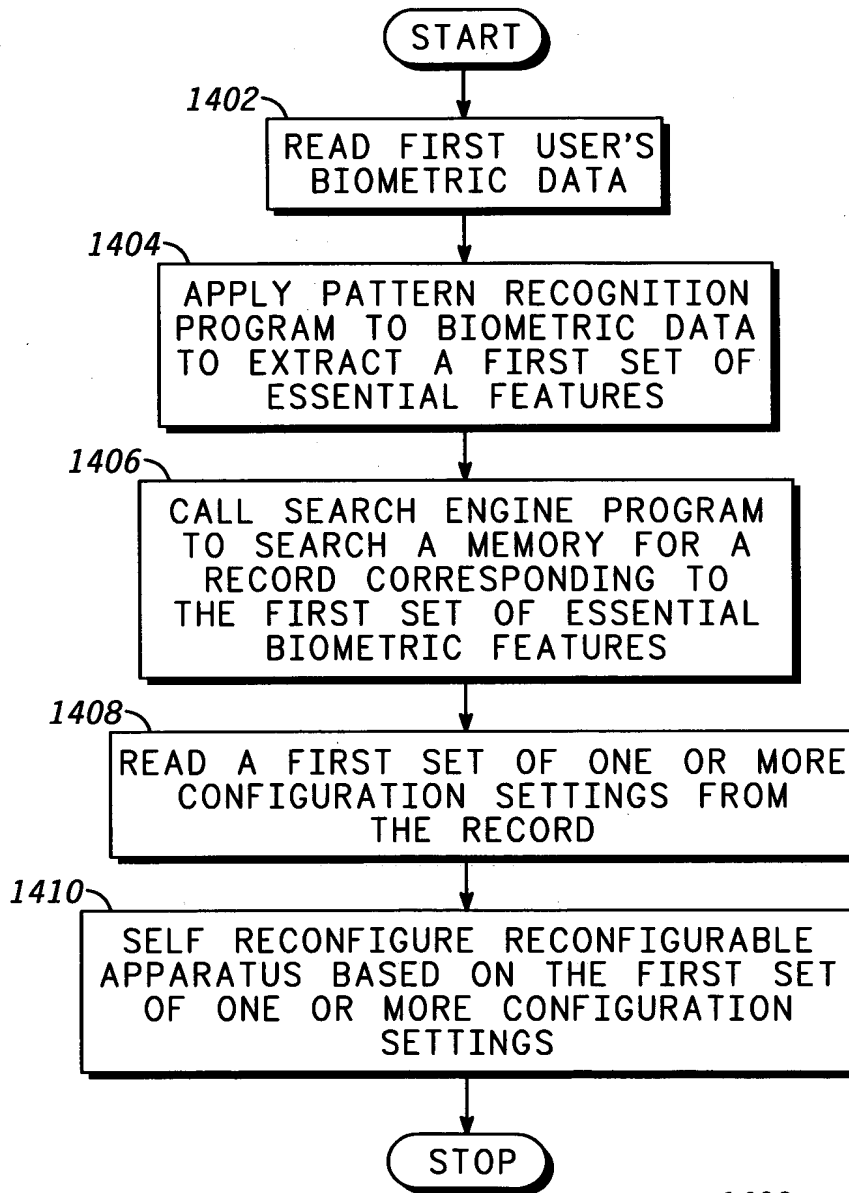 START
1402
READ FIRST USER'S
BIOMETRIC DATA
1404
APPLY PATTERN RECOGNITION
PROGRAM TO BIOMETRIC DATA
TO EXTRACT A FIRST SET OF
ESSENTIAL FEATURES
1406
CALL SEARCH ENGINE PROGRAM
TO SEARCH A MEMORY FOR A
RECORD CORRESPONDING TO
THE FIRST SET OF ESSENTIAL
BIOMETRIC FEATURES
1408
READ A FIRST SET OF ONE OR MORE
CONFIGURATION SETTINGS FROM
THE RECORD
1410
SELF RECONFIGURE RECONFIGURABLE
APPARATUS BASED ON THE FIRST SET
OF ONE OR MORE CONFIGURATION
SETTINGS
STOP